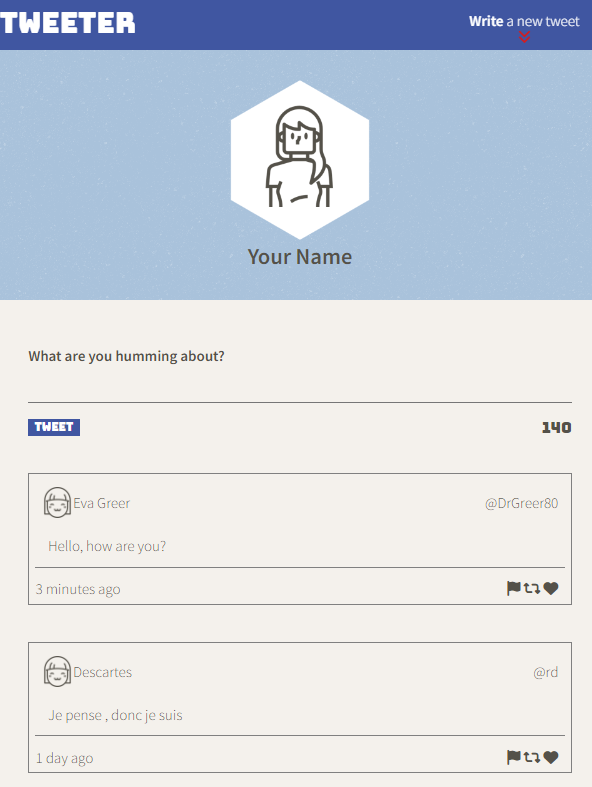 TWEETER
Write a new tweet
Your Name
What are you humming about?
TWEET
140
Eva Greer
@DrGreer80
Hello, how are you?
3 minutes ago
Descartes
@rd
Je pense , donc je suis
1 day ago